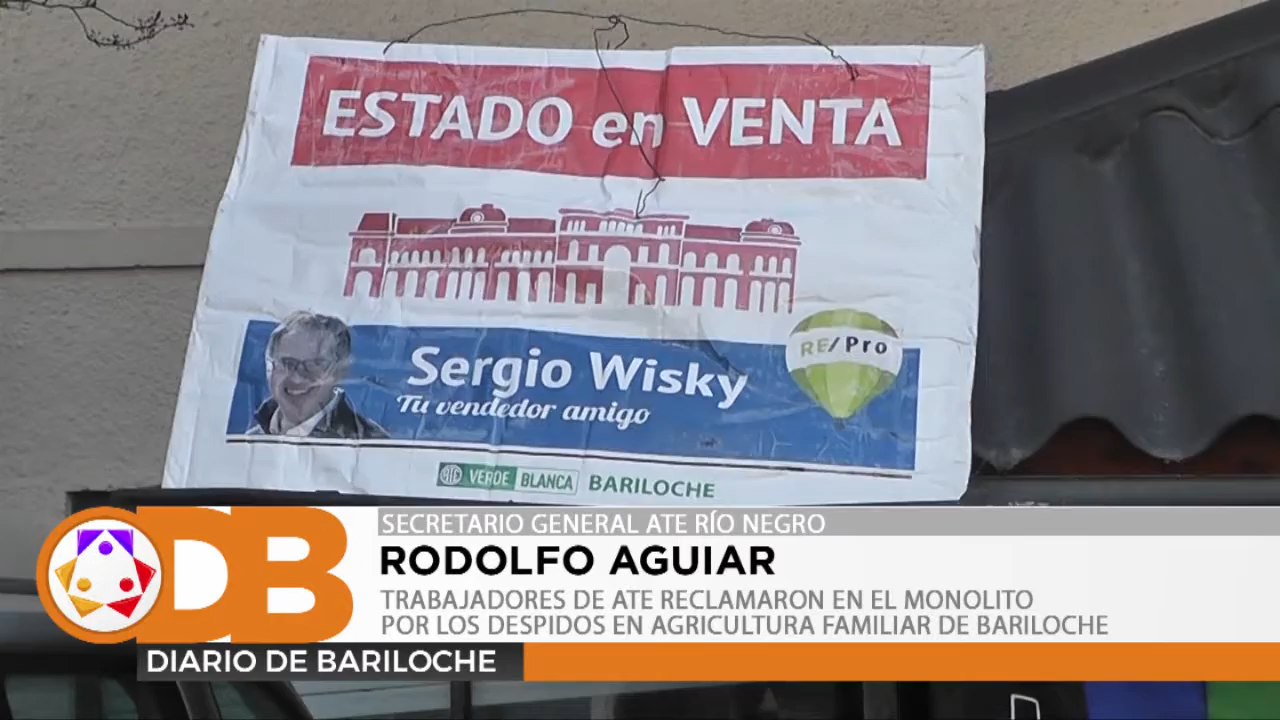 ESTADO en VENTA
Sergio Wisky
Tu vendedor amigo
RE/Pro
ATE VERDE BLANCA BARILOCHE
DB
SECRETARIO GENERAL ATE RÍO NEGRO
RODOLFO AGUIAR
TRABAJADORES DE ATE RECLAMARON EN EL MONOLITO
POR LOS DESPIDOS EN AGRICULTURA FAMILIAR DE BARILOCHE
DIARIO DE BARILOCHE